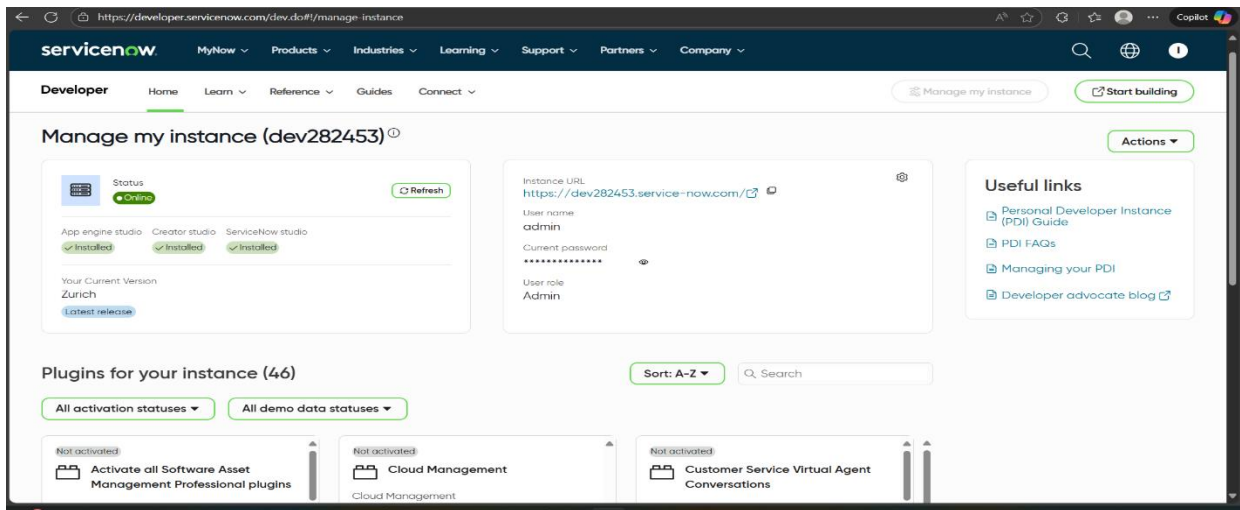 https://developer.servicenow.com/dev.do#!/manage-instance
Copilot
servicenow
MyNow Products Industries Learning Support Partners Company
Developer Home Learn Reference Guides Connect Manage my instance Start building
Manage my instance (dev282453)
Actions
Status
Online
Refresh
App engine studio Creator studio ServiceNow studio
Installed Installed Installed
Your Current Version
Zurich
Latest release
Instance URL
https://dev282453.service-now.com/
User name
admin
Current password
**************
User role
Admin
Useful links
Personal Developer Instance
(PDI) Guide
PDI FAQs
Managing your PDI
Developer advocate blog
Plugins for your instance (46)
Sort: A-Z Search
All activation statuses All demo data statuses
Not activated
Activate all Software Asset
Management Professional plugins
Not activated
Cloud Management
Cloud Management
Not activated
Customer Service Virtual Agent
Conversations